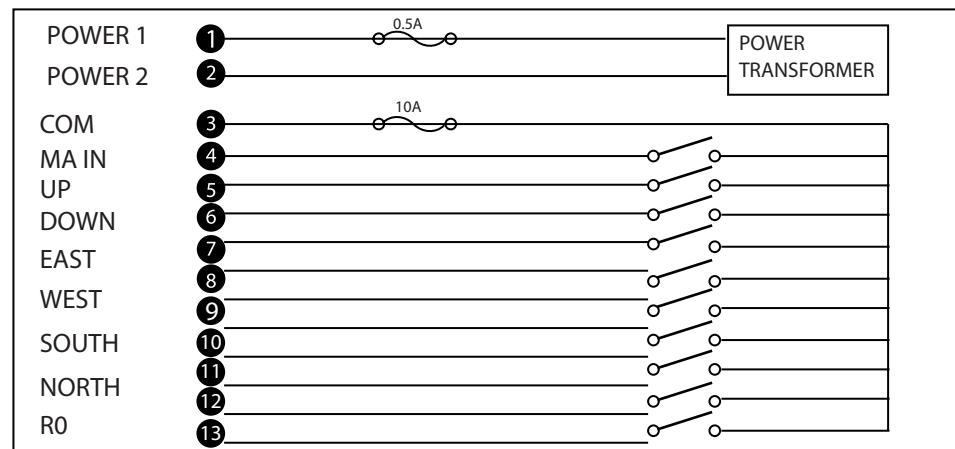 POWER 1 1 0.5A POWER
POWER 2 2 TRANSFORMER
COM 3 10A
MA IN 4
UP 5
DOWN 6
7
EAST
8
WEST
9
SOUTH 10
11
NORTH
12
R0 13